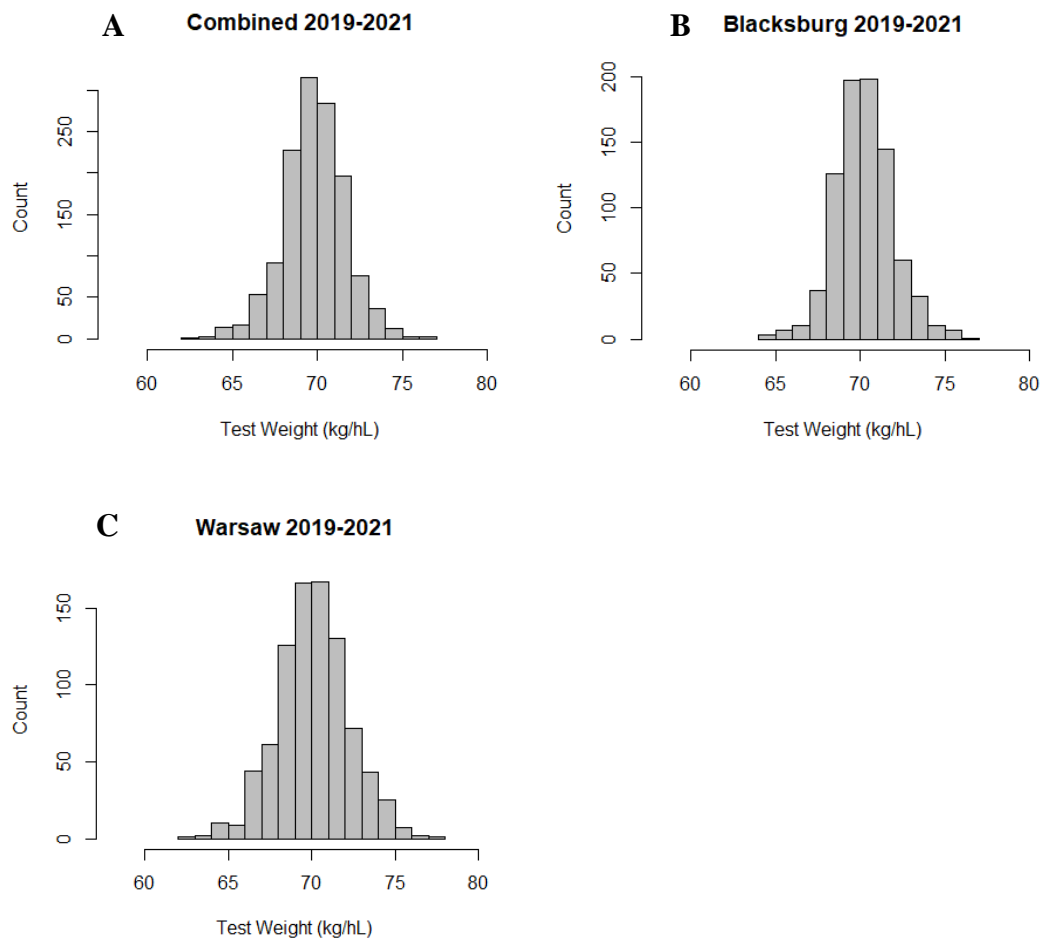 A
Combined 2019-2021
Count
250
150
50
0
60 65 70 75 80
Test Weight (kg/hL)
B
Blacksburg 2019-2021
Count
200
150
100
50
0
60 65 70 75 80
Test Weight (kg/hL)
C
Warsaw 2019-2021
Count
150
100
50
0
60 65 70 75 80
Test Weight (kg/hL)